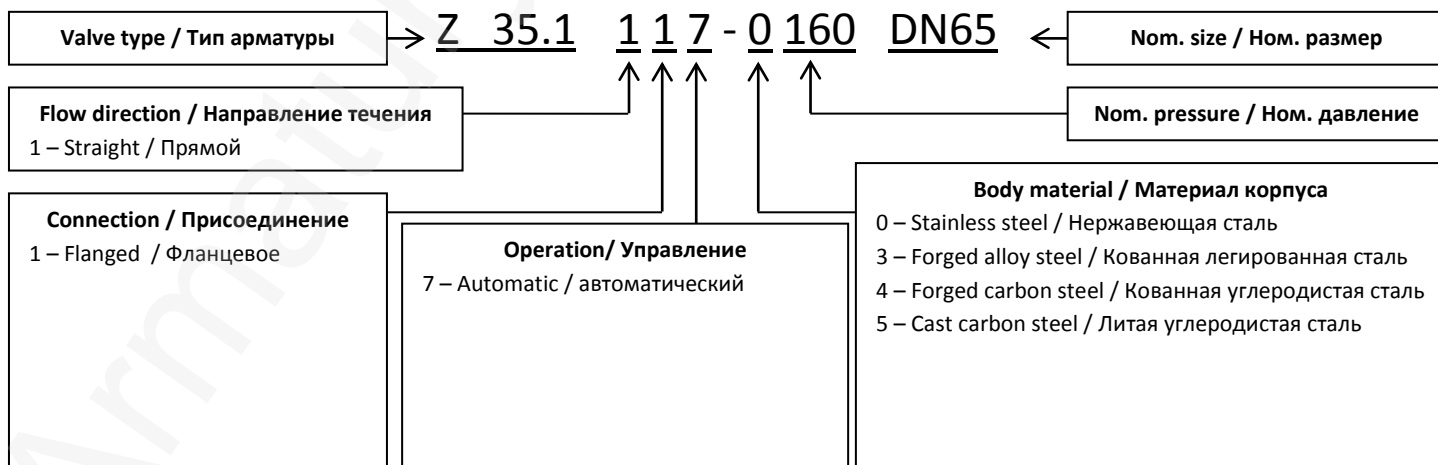 Valve type / Тип арматуры
Z 35.1 1 1 7 - 0 160 DN65
Nom. size / Ном. размер
Flow direction / Направление течения
1 – Straight / Прямой
Nom. pressure / Ном. давление
Connection / Присоединение
1 – Flanged / Фланцевое
Operation/ Управление
7 – Automatic / автоматический
Body material / Материал корпуса
0 – Stainless steel / Нержавеющая сталь
3 – Forged alloy steel / Кованная легированная сталь
4 – Forged carbon steel / Кованная углеродистая сталь
5 – Cast carbon steel / Литая углеродистая сталь